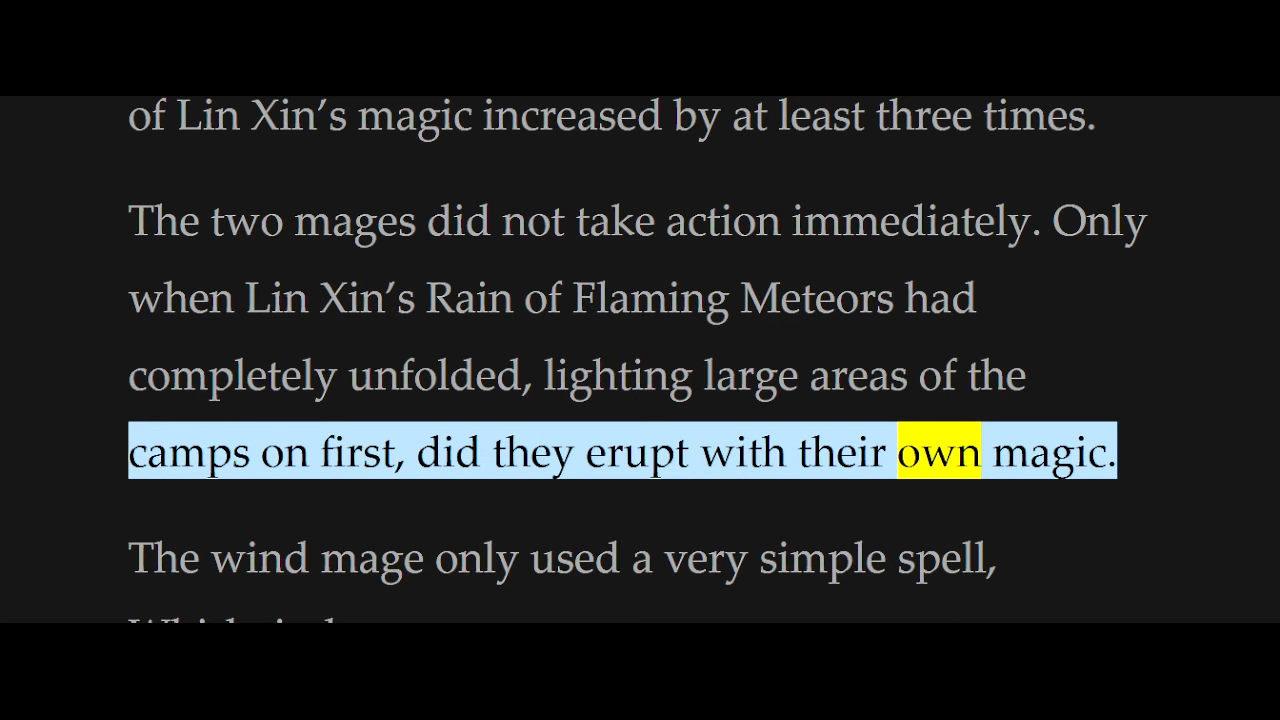 of Lin Xin’s magic increased by at least three times.
The two mages did not take action immediately. Only
when Lin Xin’s Rain of Flaming Meteors had
completely unfolded, lighting large areas of the
camps on first, did they erupt with their own magic.
The wind mage only used a very simple spell,
Whirlwind.